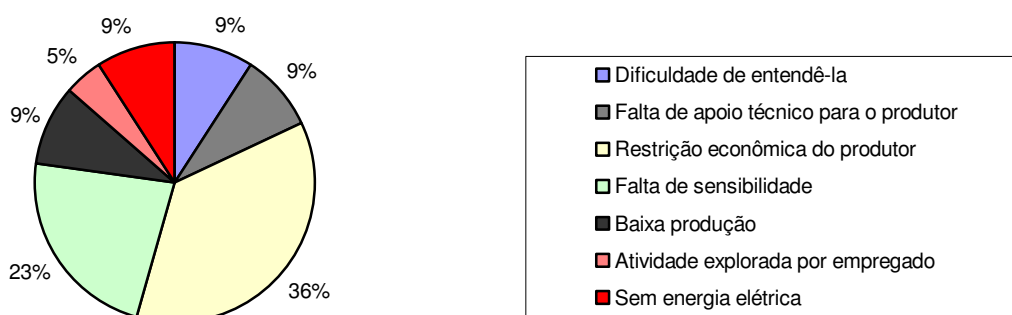 9%
9%
5%
9%
9%
23%
36%
Dificuldade de entendê-la
Falta de apoio técnico para o produtor
Restrição econômica do produtor
Falta de sensibilidade
Baixa produção
Atividade explorada por empregado
Sem energia elétrica